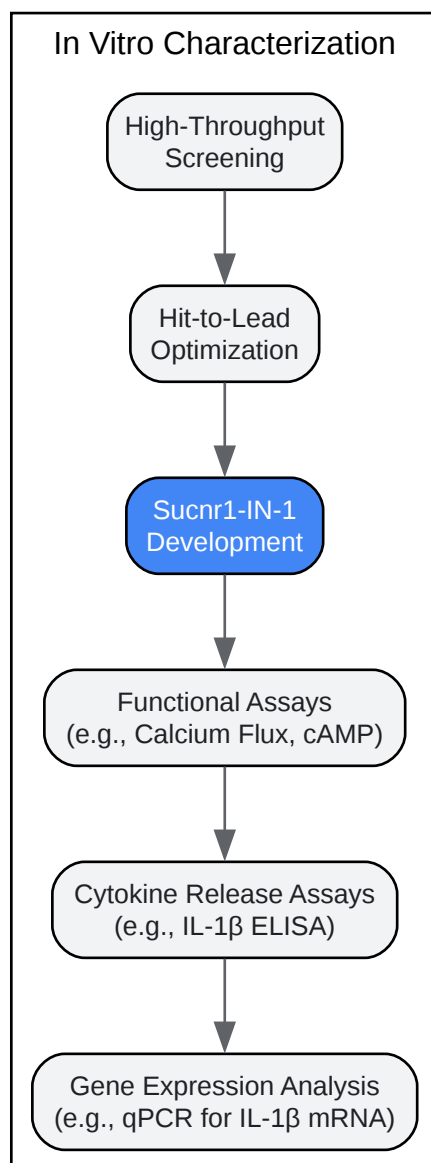 In Vitro Characterization
High-Throughput
Screening
Hit-to-Lead
Optimization
Sucnr1-IN-1
Development
Functional Assays
(e.g., Calcium Flux, cAMP)
Cytokine Release Assays
(e.g., IL-1β ELISA)
Gene Expression Analysis
(e.g., qPCR for IL-1β mRNA)